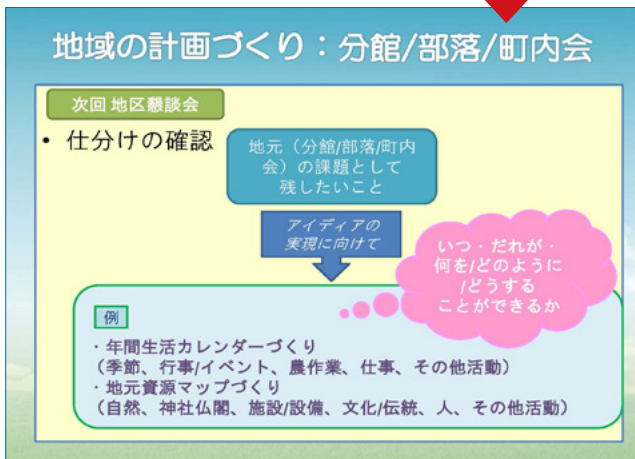 地域の計画づくり：分館/部落/町内会
次回 地区懇談会
• 仕分けの確認
地元（分館/部落/町内
会）の課題として
残したいこと
アイディアの
実現に向けて
いつ・だれが・
何を/どのように
/どうする
ことができるか
例
・年間生活カレンダーづくり
（季節、行事/イベント、農作業、仕事、その他活動）
・地元資源マップづくり
（自然、神社仏閣、施設/設備、文化/伝統、人、その他活動）